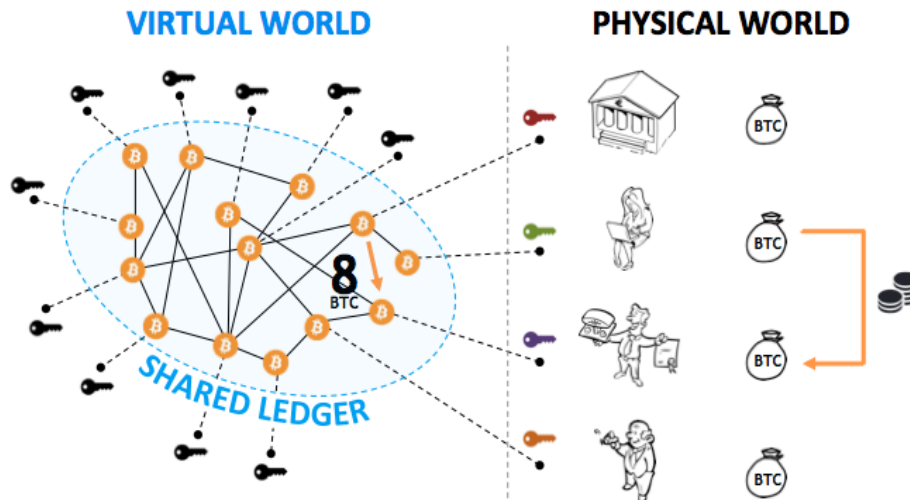 VIRTUAL WORLD
PHYSICAL WORLD
BTC
BTC
8
BTC
BTC
SHARED LEDGER
BTC